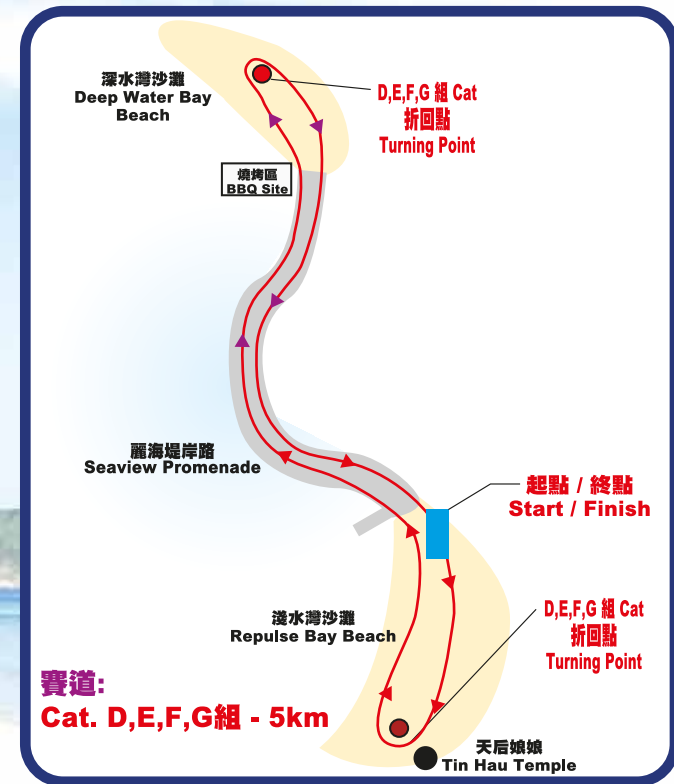 深水灣沙灘
Deep Water Bay
Beach
D,E,F,G 組 Cat
折回點
Turning Point
燒烤區
BBQ Site
麗海堤岸路
Seaview Promenade
起點 / 終點
Start / Finish
淺水灣沙灘
Repulse Bay Beach
D,E,F,G 組 Cat
折回點
Turning Point
賽道:
Cat. D,E,F,G組 - 5km
天后娘娘
Tin Hau Temple